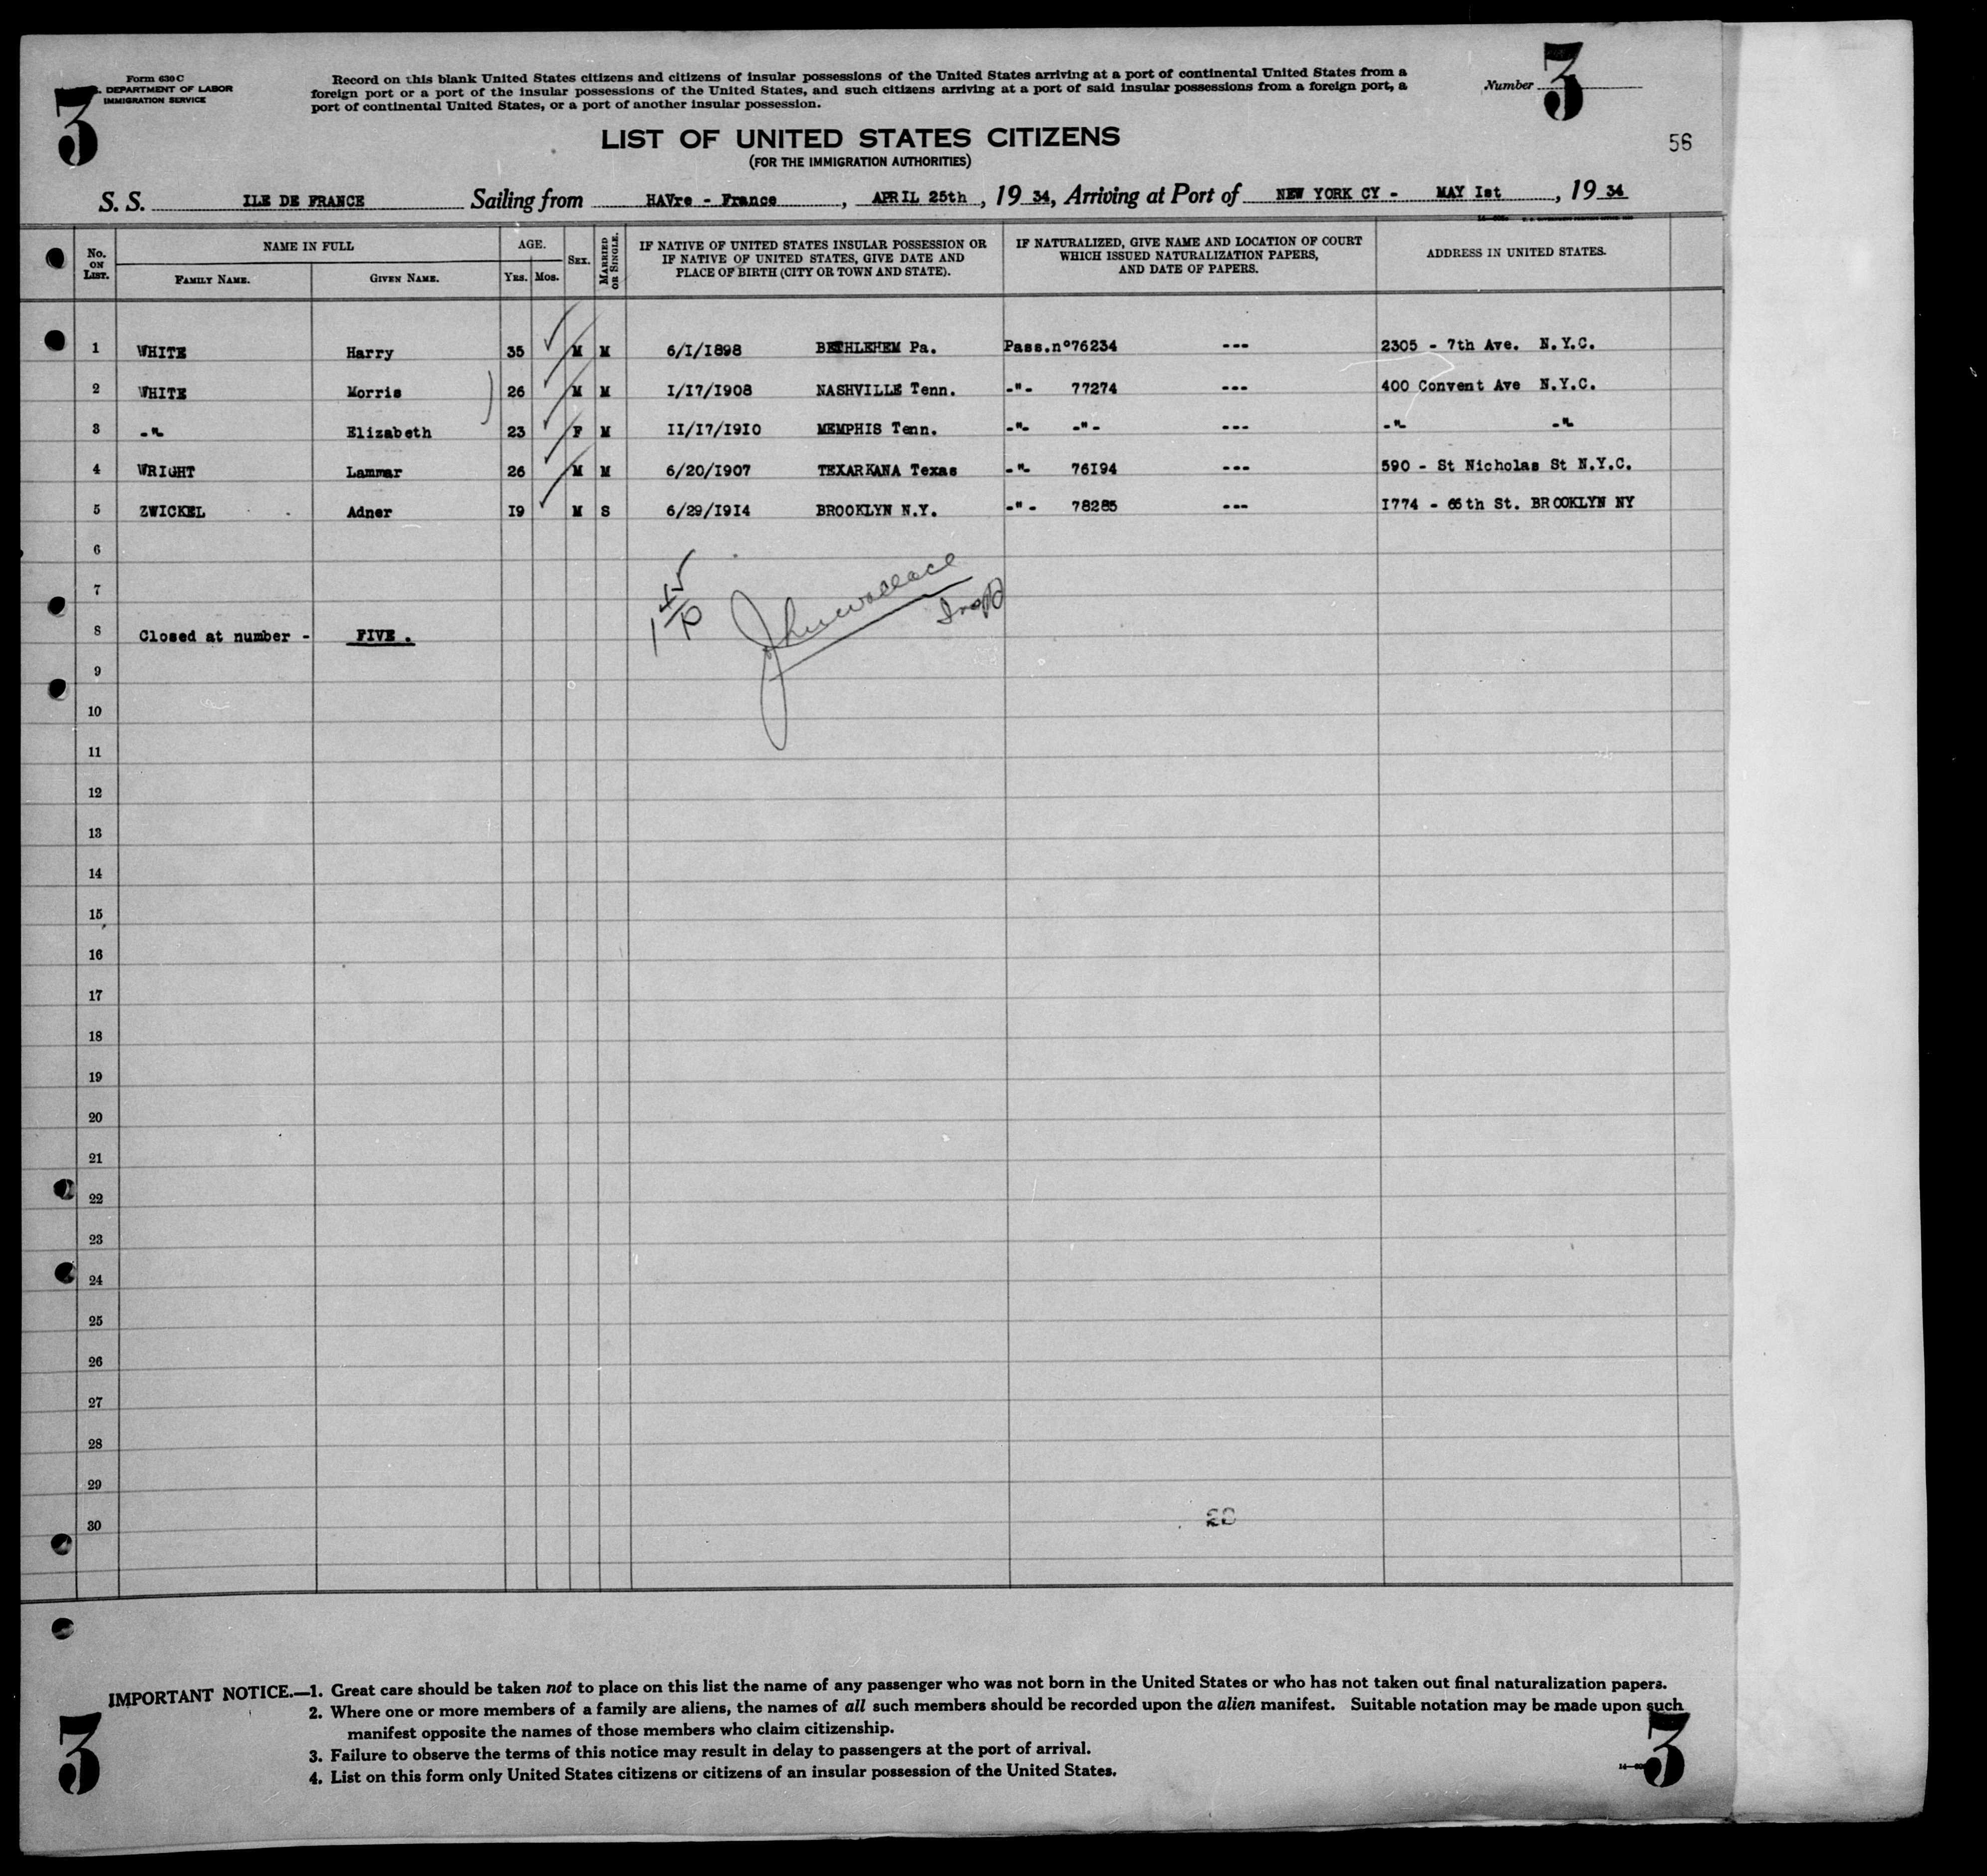 3
Form 630 C
. DEPARTMENT OF LABOR
IMMIGRATION SERVICE
Record on this blank United States citizens and citizens of insular possessions of the United States arriving at a port of continental United States from a
foreign port or a port of the insular possessions of the United States, and such citizens arriving at a port of said insular possessions from a foreign port, a
port of continental United States, or a port of another insular possession.
Number 3
56
LIST OF UNITED STATES CITIZENS
(FOR THE IMMIGRATION AUTHORITIES)
S. S. ILE DE FRANCE Sailing from HAVre - France , APRIL 25th , 19 34, Arriving at Port of NEW YORK CY - MAY Ist , 19 34
No. ON LIST. NAME IN FULL FAMILY NAME. GIVEN NAME. AGE. YRS. MOS. SEX. MARRIED OR SINGLE. IF NATIVE OF UNITED STATES INSULAR POSSESSION OR IF NATIVE OF UNITED STATES, GIVE DATE AND PLACE OF BIRTH (CITY OR TOWN AND STATE). IF NATURALIZED, GIVE NAME AND LOCATION OF COURT WHICH ISSUED NATURALIZATION PAPERS, AND DATE OF PAPERS. ADDRESS IN UNITED STATES.
1 WHITE Harry 35 M M 6/I/I898 BETHLEHEM Pa. Pass.n°76234 --- 2305 - 7th Ave. N.Y.C.
2 WHITE Morris 26 M M I/I7/I908 NASHVILLE Tenn. -"- 77274 --- 400 Convent Ave N.Y.C.
3 -"- Elizabeth 23 F M II/I7/I9I0 MEMPHIS Tenn. -"- -"- --- -"- -"-
4 WRIGHT Lammar 26 M M 6/20/I907 TEXARKANA Texas -"- 76I94 --- 590 - St Nicholas St N.Y.C.
5 ZWICKEL Adner I9 M S 6/29/I9I4 BROOKLYN N.Y. -"- 78285 --- I774 - 66th St. BROOKLYN NY
6
7
John Wallace
8 Closed at number - FIVE .
9
10
11
12
13
14
15
16
17
18
19
20
21
22
23
24
25
26
27
28
29
30
IMPORTANT NOTICE.—1. Great care should be taken not to place on this list the name of any passenger who was not born in the United States or who has not taken out final naturalization papers.
2. Where one or more members of a family are aliens, the names of all such members should be recorded upon the alien manifest. Suitable notation may be made upon such
manifest opposite the names of those members who claim citizenship.
3. Failure to observe the terms of this notice may result in delay to passengers at the port of arrival.
4. List on this form only United States citizens or citizens of an insular possession of the United States.
3
3